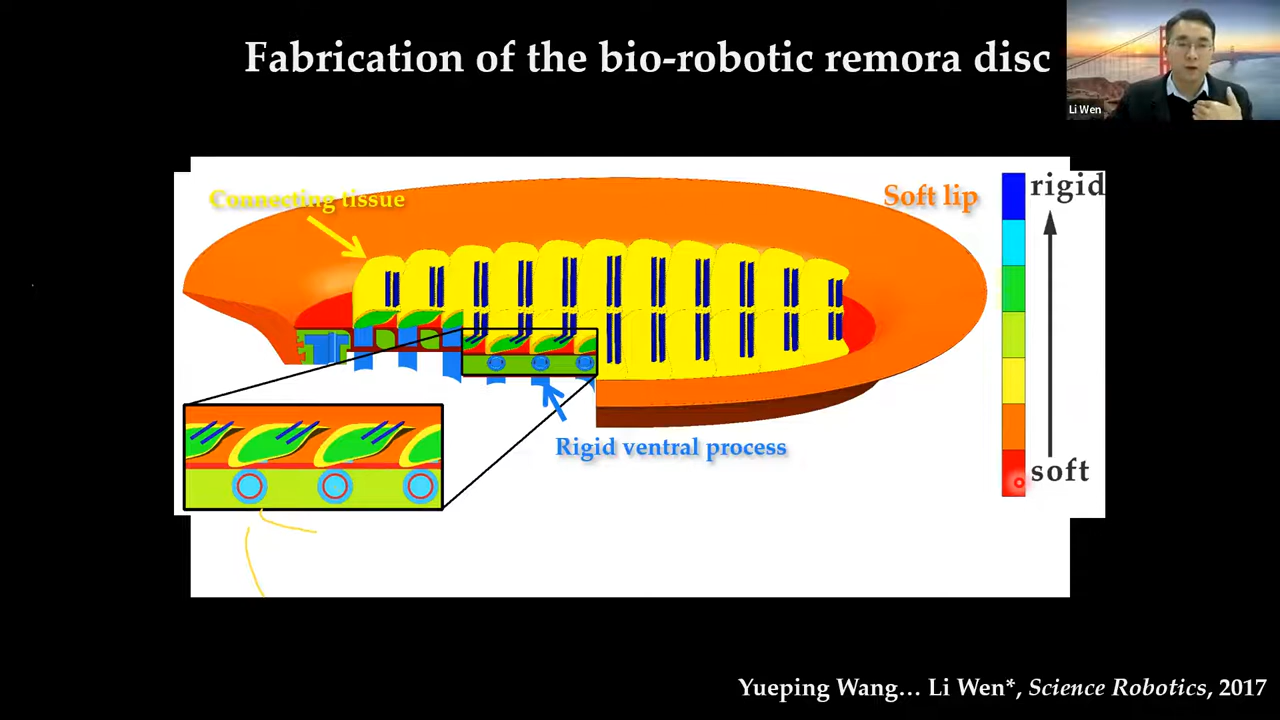 Fabrication of the bio-robotic remora disc
Li Wen
Connecting tissue
Soft lip
rigid
Rigid ventral process
soft
Yueping Wang... Li Wen*, Science Robotics, 2017